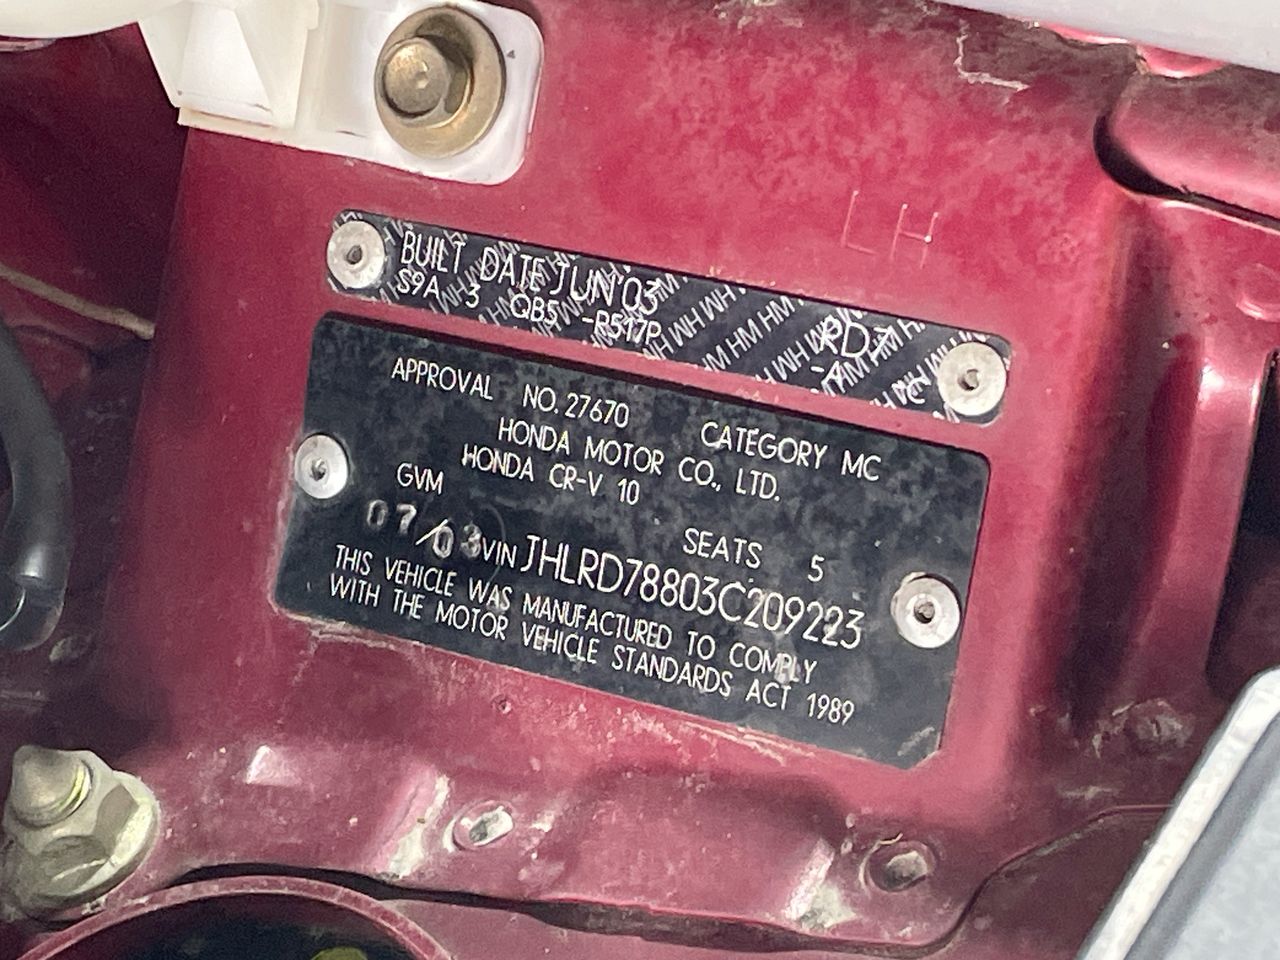 LH
BUILT DATE JUN'03
S9A 3 QB5 -R517P RD7
-A
APPROVAL NO. 27670 CATEGORY MC
HONDA MOTOR CO., LTD.
HONDA CR-V 10
GVM SEATS 5
07/03 VIN JHLRD78803C209223
THIS VEHICLE WAS MANUFACTURED TO COMPLY
WITH THE MOTOR VEHICLE STANDARDS ACT 1989